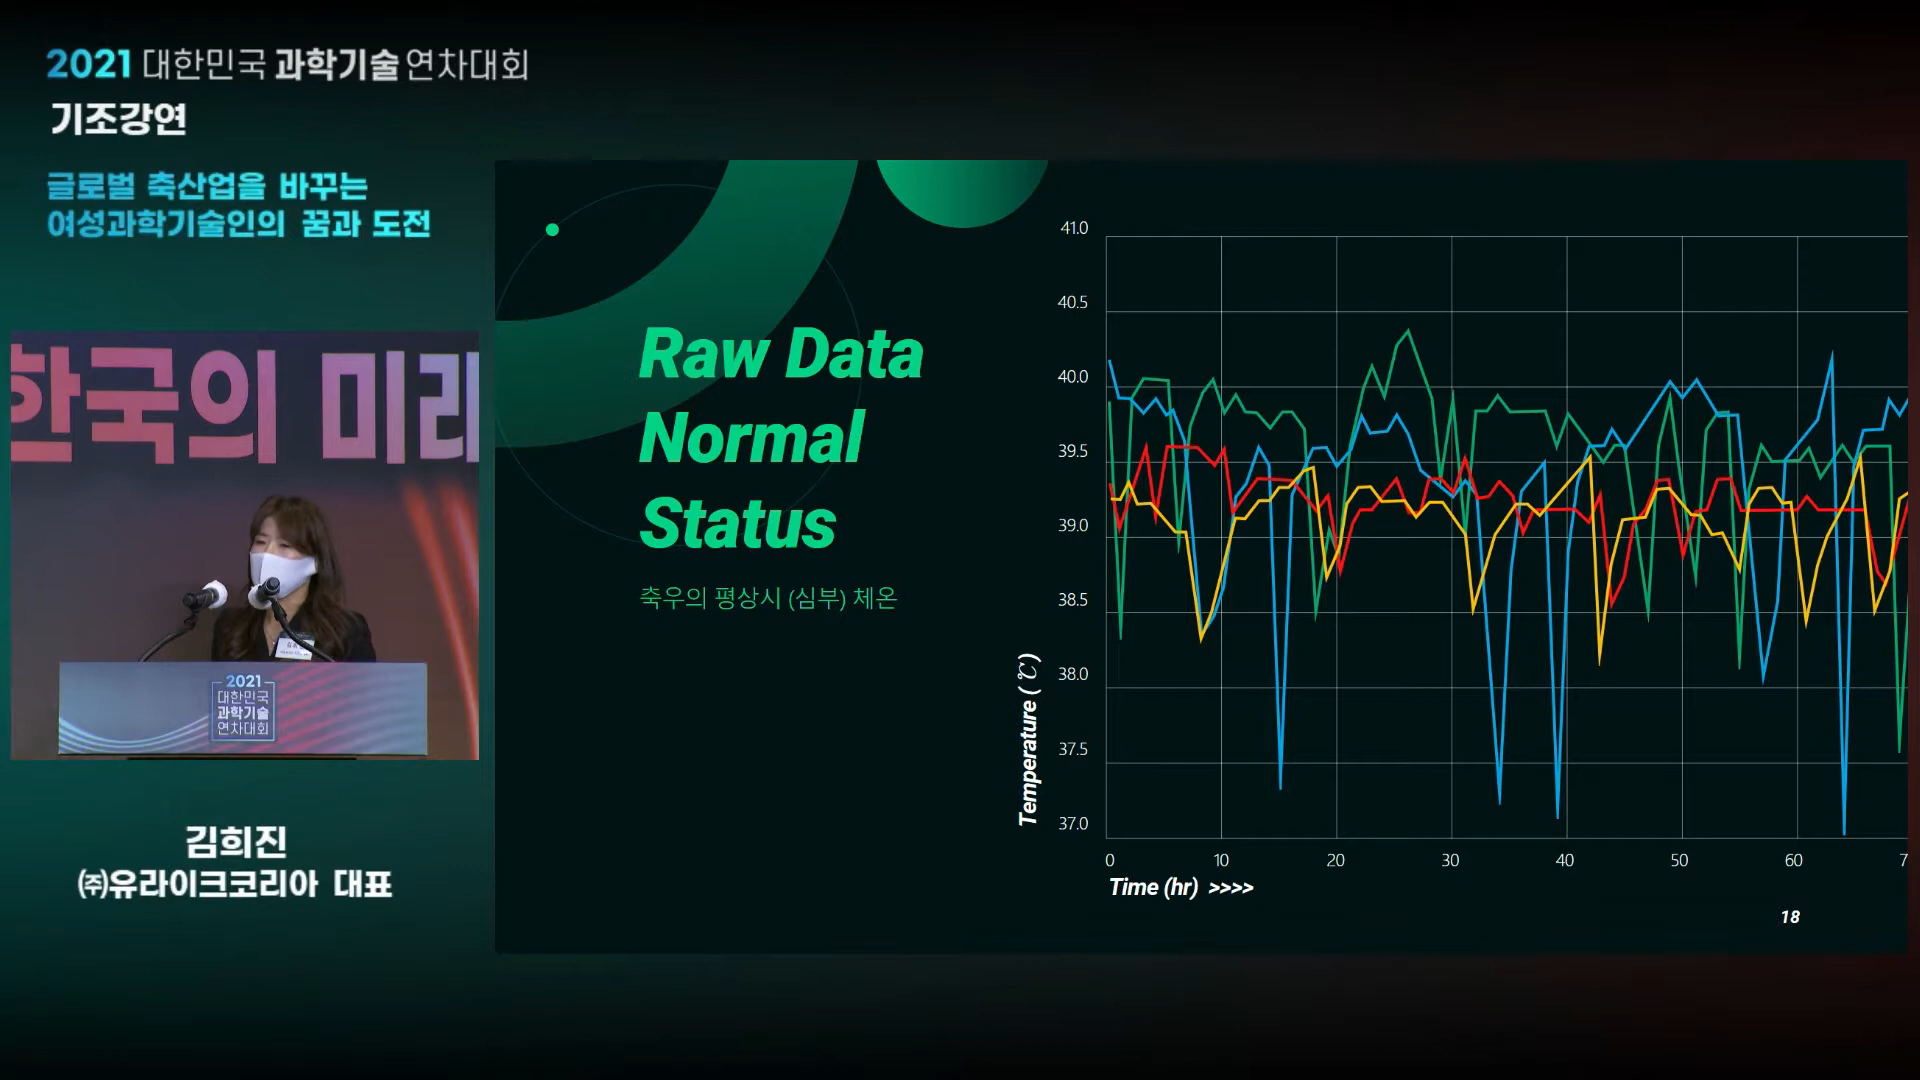 2021 대한민국 과학기술 연차대회
기조강연
글로벌 축산업을 바꾸는
여성과학기술인의 꿈과 도전
한국의 미래
2021
대한민국
과학기술
연차대회
김희진
㈜유라이크코리아 대표
Raw Data
Normal
Status
축우의 평상시 (심부) 체온
Temperature (℃)
41.0
40.5
40.0
39.5
39.0
38.5
38.0
37.5
37.0
0 10 20 30 40 50 60 7
Time (hr) >>>>
18